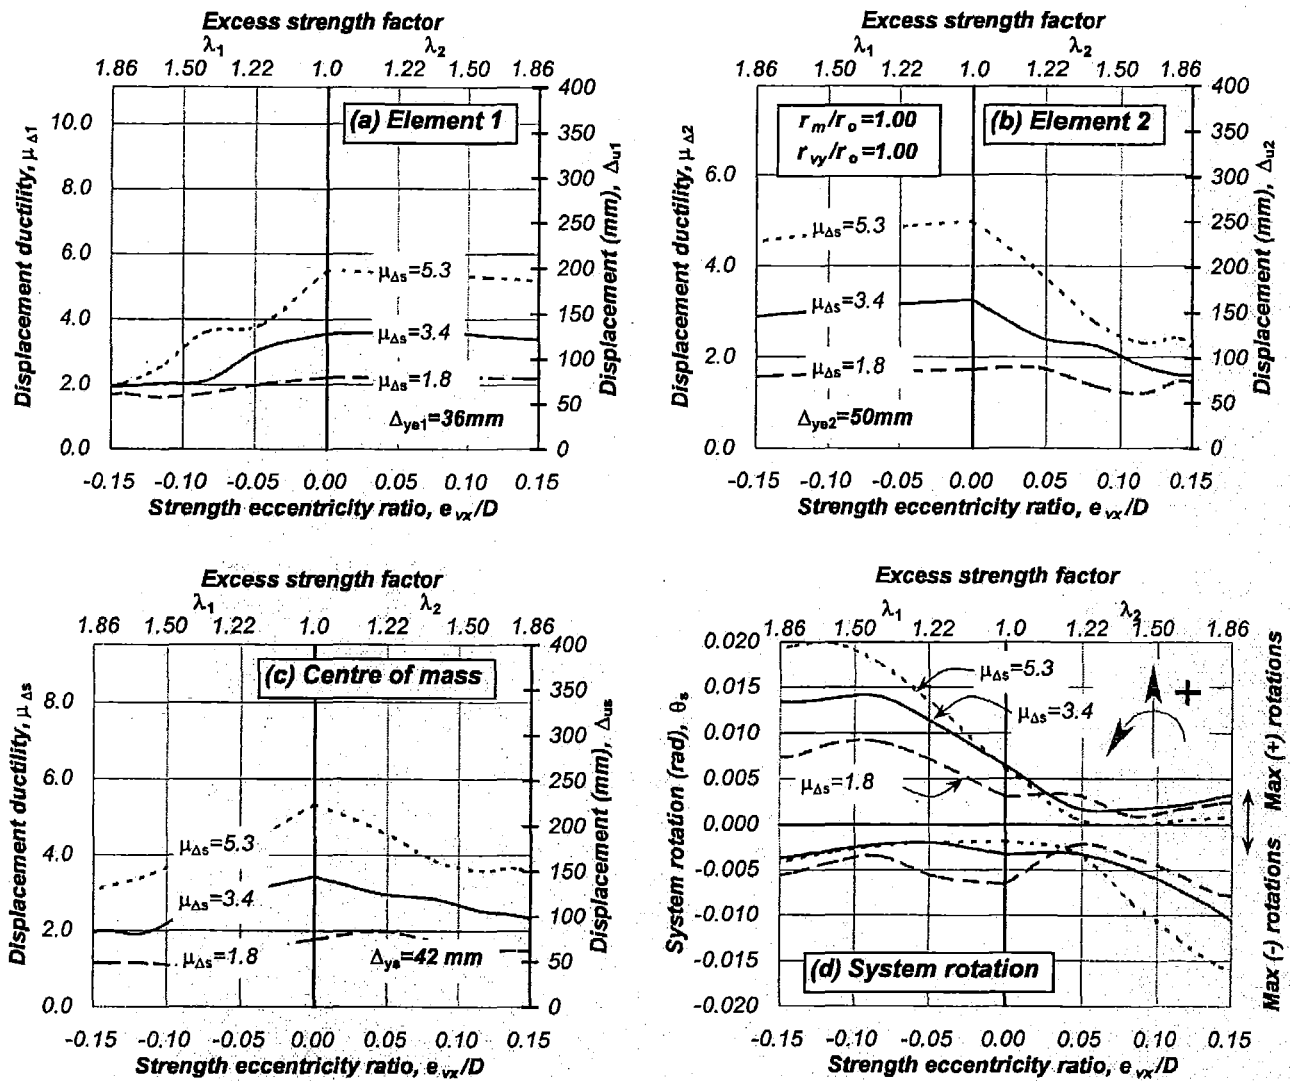 Excess strength factor
λ1 λ2
1.86 1.50 1.22 1.0 1.22 1.50 1.86
(a) Element 1
Displacement ductility, μΔ1
10.0
8.0
6.0
4.0
2.0
0.0
μΔs=5.3
μΔs=3.4
μΔs=1.8
Δye1=36mm
400
350
300
250
200
150
100
50
0
Displacement (mm), Δu1
-0.15 -0.10 -0.05 0.00 0.05 0.10 0.15
Strength eccentricity ratio, evx/D
Excess strength factor
λ1 λ2
1.86 1.50 1.22 1.0 1.22 1.50 1.86
rm/ro=1.00
rvy/ro=1.00
(b) Element 2
Displacement ductility, μΔ2
6.0
4.0
2.0
0.0
μΔs=5.3
μΔs=3.4
μΔs=1.8
Δye2=50mm
400
350
300
250
200
150
100
50
0
Displacement (mm), Δu2
-0.15 -0.10 -0.05 0.00 0.05 0.10 0.15
Strength eccentricity ratio, evx/D
Excess strength factor
λ1 λ2
1.86 1.50 1.22 1.0 1.22 1.50 1.86
(c) Centre of mass
Displacement ductility, μΔs
8.0
6.0
4.0
2.0
0.0
μΔs=5.3
μΔs=3.4
μΔs=1.8
Δys=42 mm
400
350
300
250
200
150
100
50
0
Displacement (mm), Δus
-0.15 -0.10 -0.05 0.00 0.05 0.10 0.15
Strength eccentricity ratio, evx/D
Excess strength factor
λ1 λ2
1.86 1.50 1.22 1.0 1.22 1.50 1.86
System rotation (rad), θs
0.020
0.015
0.010
0.005
0.000
-0.005
-0.010
-0.015
-0.020
μΔs=5.3
μΔs=3.4
μΔs=1.8
+
(d) System rotation
Max (-) rotations Max (+) rotations
-0.15 -0.10 -0.05 0.00 0.05 0.10 0.15
Strength eccentricity ratio, evx/D